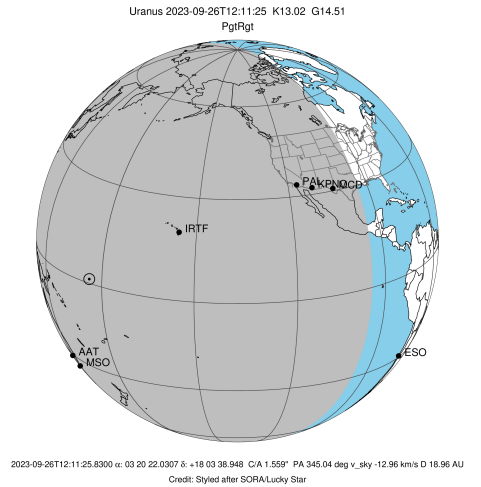 Uranus 2023-09-26T12:11:25 K13.02 G14.51
PgtRgt
PAL KPNO MCD
IRTF
AAT
MSO
ESO
2023-09-26T12:11:25.8300 α: 03 20 22.0307 δ: +18 03 38.948 C/A 1.559" PA 345.04 deg v_sky -12.96 km/s D 18.96 AU
Credit: Styled after SORA/Lucky Star